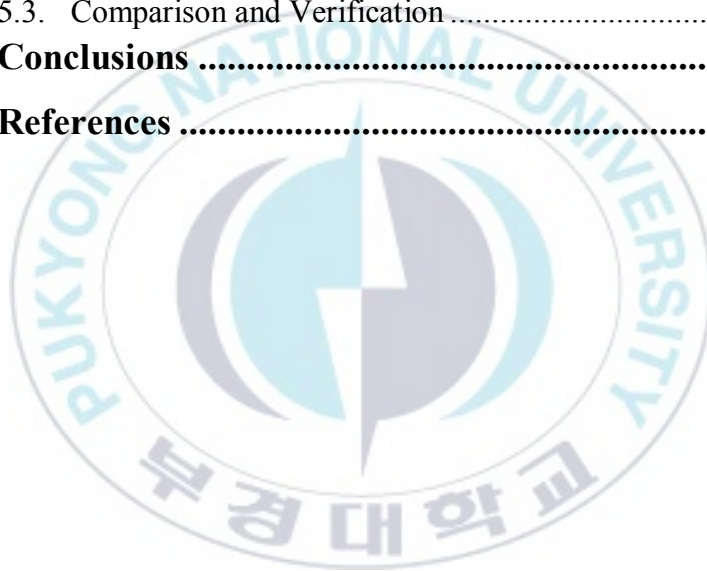 5.3. Comparison and Verification ................................
Conclusions ......................................................
References ........................................................
PUKYONG NATIONAL UNIVERSITY
부경대학교